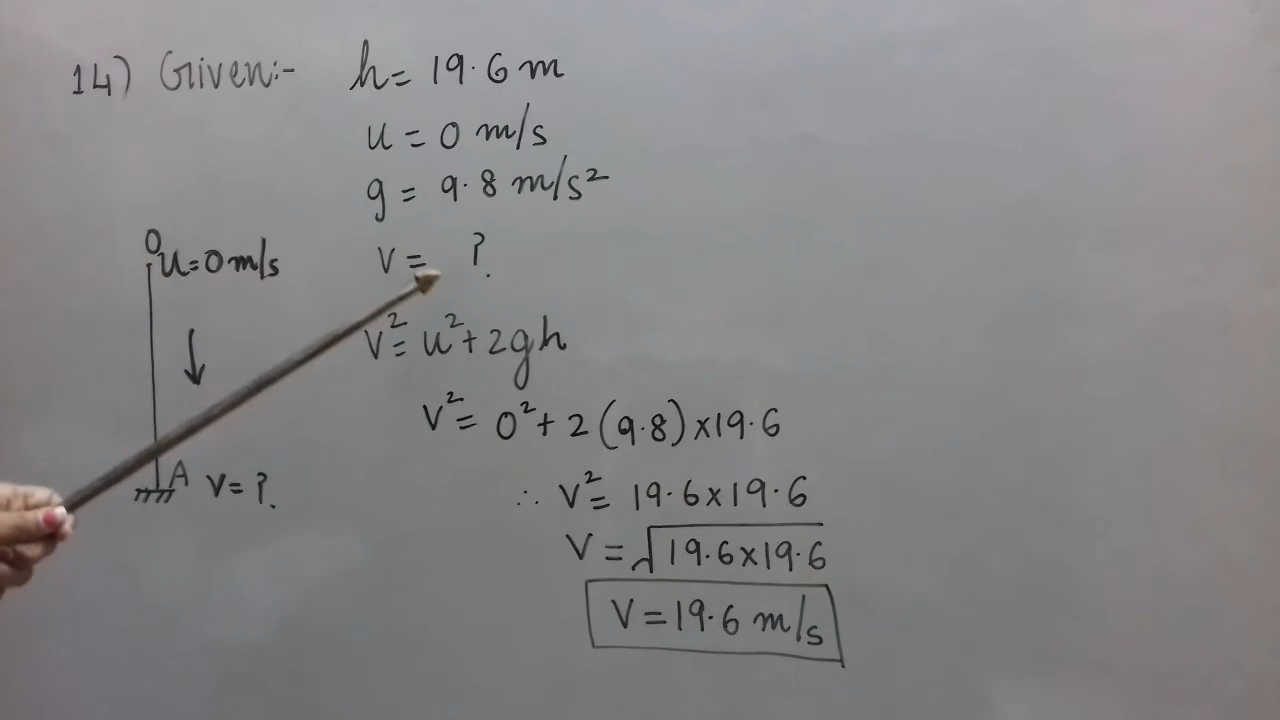 14) Given:- h= 19.6 m
u = 0 m/s
g = 9.8 m/s²
v = ?
O
u=0 m/s
A v= ?
v²= u²+ 2gh
v²= 0²+ 2 (9.8) ×19.6
∴ v²= 19.6×19.6
v = √19.6×19.6
v = 19.6 m/s